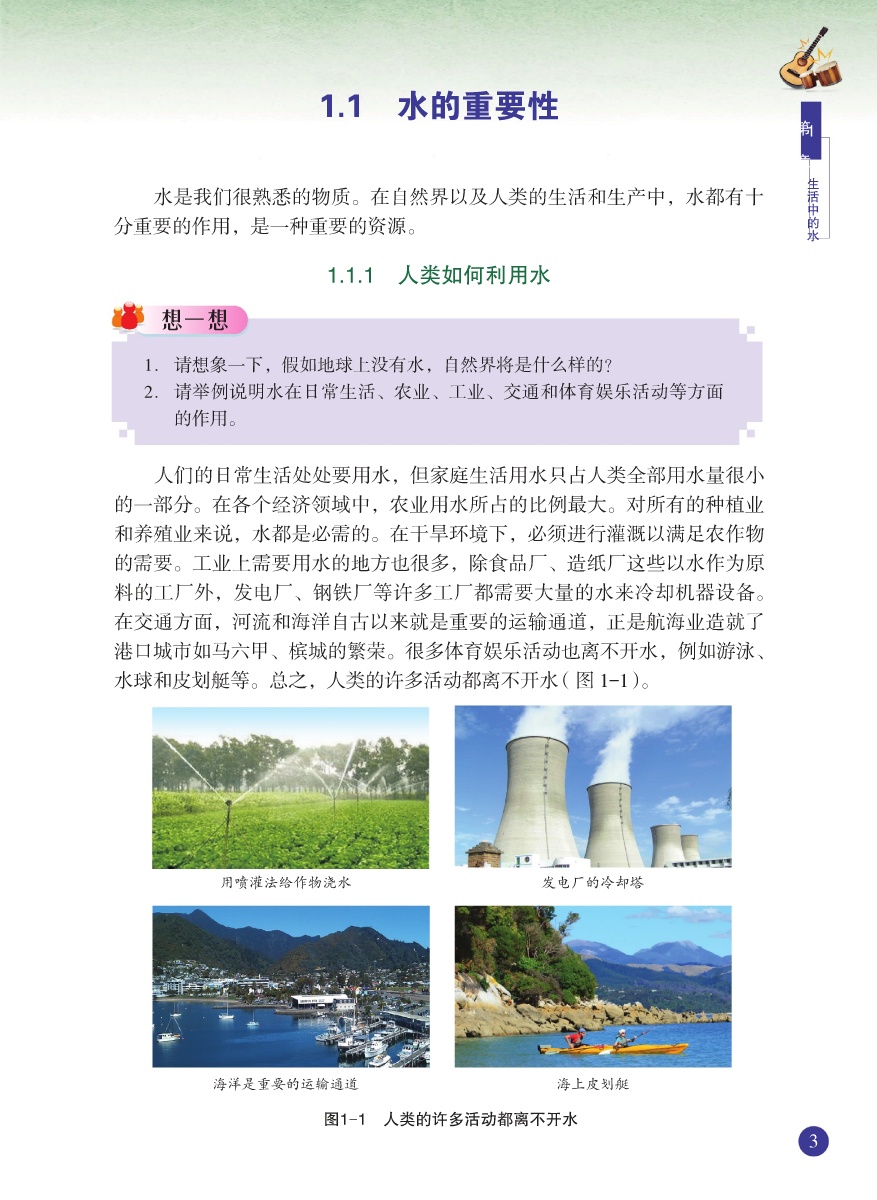 1.1 水的重要性
第1章
生活中的水
水是我们很熟悉的物质。在自然界以及人类的生活和生产中，水都有十
分重要的作用，是一种重要的资源。
1.1.1 人类如何利用水
想一想
1. 请想象一下，假如地球上没有水，自然界将是什么样的？
2. 请举例说明水在日常生活、农业、工业、交通和体育娱乐活动等方面
的作用。
人们的日常生活处处要用水，但家庭生活用水只占人类全部用水量很小
的一部分。在各个经济领域中，农业用水所占的比例最大。对所有的种植业
和养殖业来说，水都是必需的。在干旱环境下，必须进行灌溉以满足农作物
的需要。工业上需要用水的地方也很多，除食品厂、造纸厂这些以水作为原
料的工厂外，发电厂、钢铁厂等许多工厂都需要大量的水来冷却机器设备。
在交通方面，河流和海洋自古以来就是重要的运输通道，正是航海业造就了
港口城市如马六甲、槟城的繁荣。很多体育娱乐活动也离不开水，例如游泳、
水球和皮划艇等。总之，人类的许多活动都离不开水（图 1-1）。
用喷灌法给作物浇水
发电厂的冷却塔
海洋是重要的运输通道
海上皮划艇
图1-1 人类的许多活动都离不开水
3